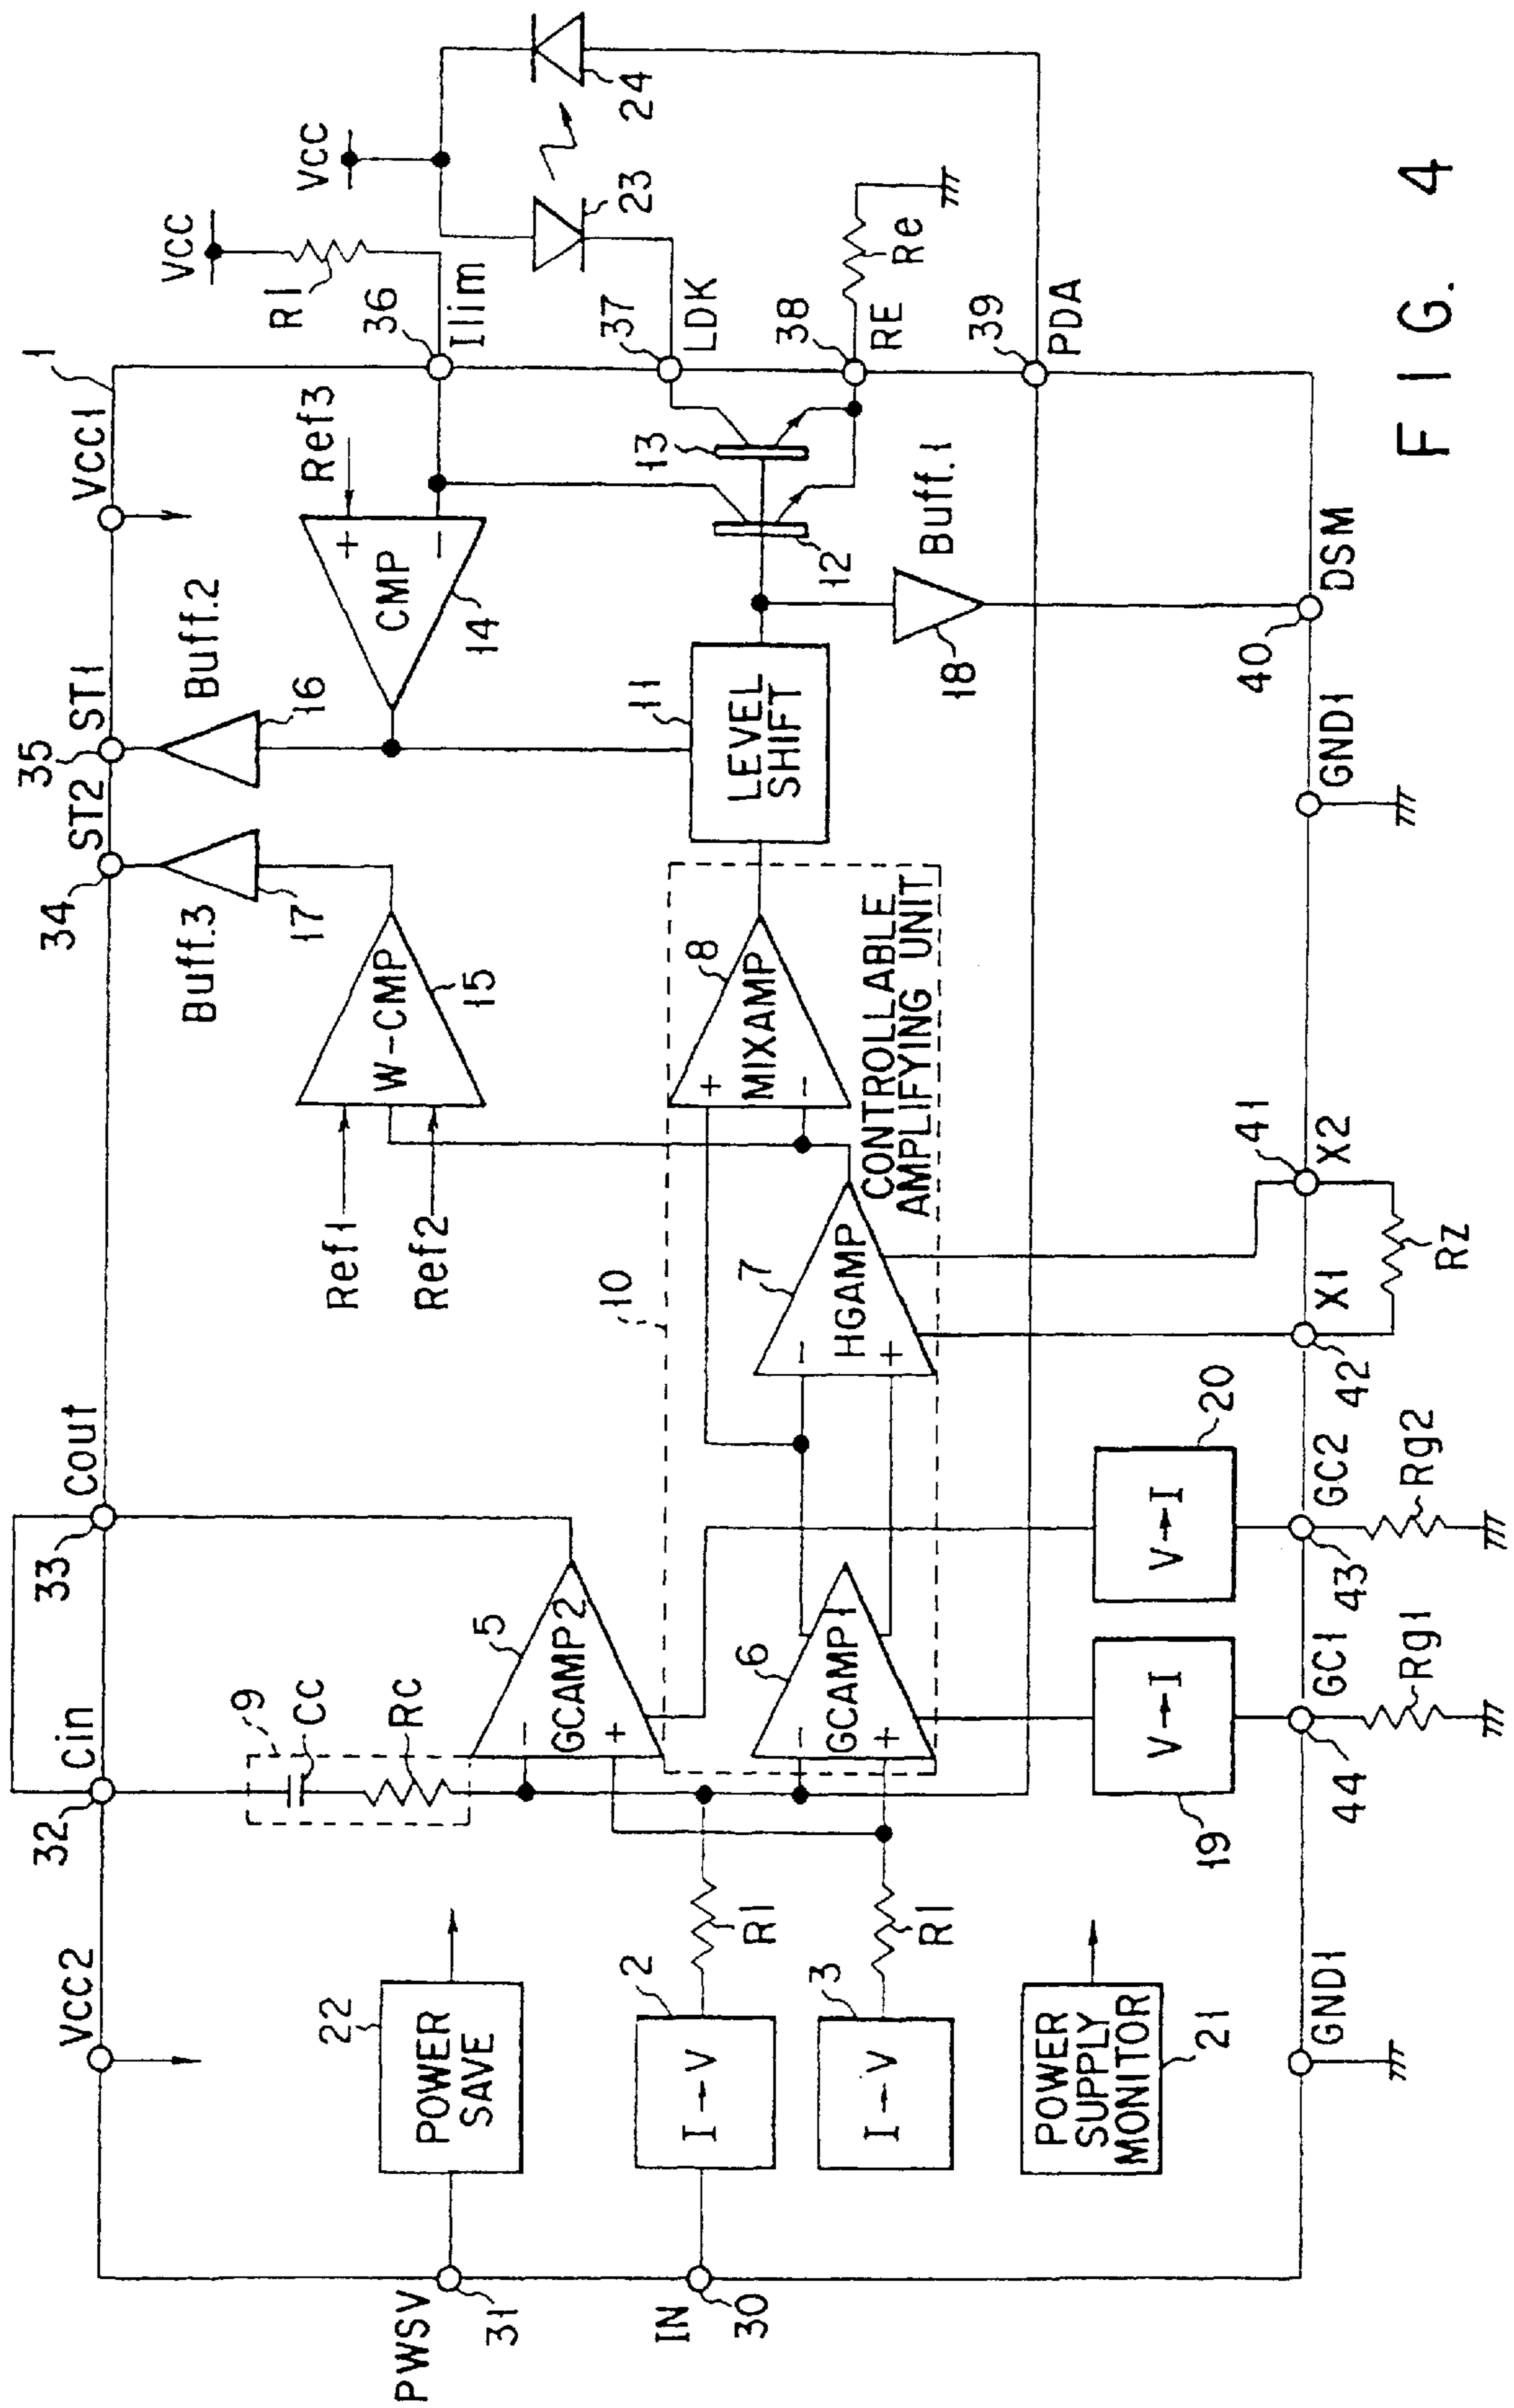 Vcc2
Cin
Cout
ST2
ST1
Vcc1
1
32
33
34
35
9
Cc
Rc
Buff.3
17
Buff.2
16
PWSV
31
22
POWER
SAVE
5
GCAMP2
-
+
Ref1
Ref2
W-CMP
15
CMP
+
-
14
Ref3
Vcc
R1
36
Ilim
Vcc
23
24
IN
30
2
I→V
R1
3
I→V
R1
6
GCAMP1
-
+
10
7
HGAMP
-
+
8
MIXAMP
+
-
CONTROLLABLE
AMPLIFYING UNIT
11
LEVEL
SHIFT
12
13
37
LDK
38
RE
Re
18
Buff.1
39
PDA
POWER
SUPPLY
MONITOR
21
19
V→I
20
V→I
GND1
44
GC1
43
GC2
42
X1
41
X2
GND1
40
DSM
Rg1
Rg2
Rz
FIG. 4